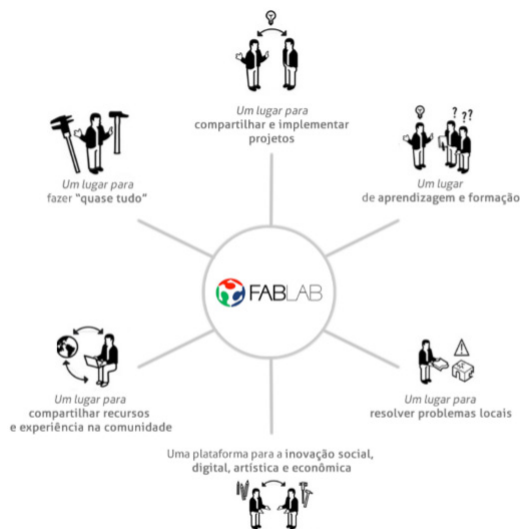 Um lugar para
compartilhar e implementar
projetos
Um lugar para
fazer "quase tudo"
? ??
Um lugar
de aprendizagem e formação
FABLAB
Um lugar para
compartilhar recursos
e experiência na comunidade
Um lugar para
resolver problemas locais
Uma plataforma para a inovação social,
digital, artística e econômica